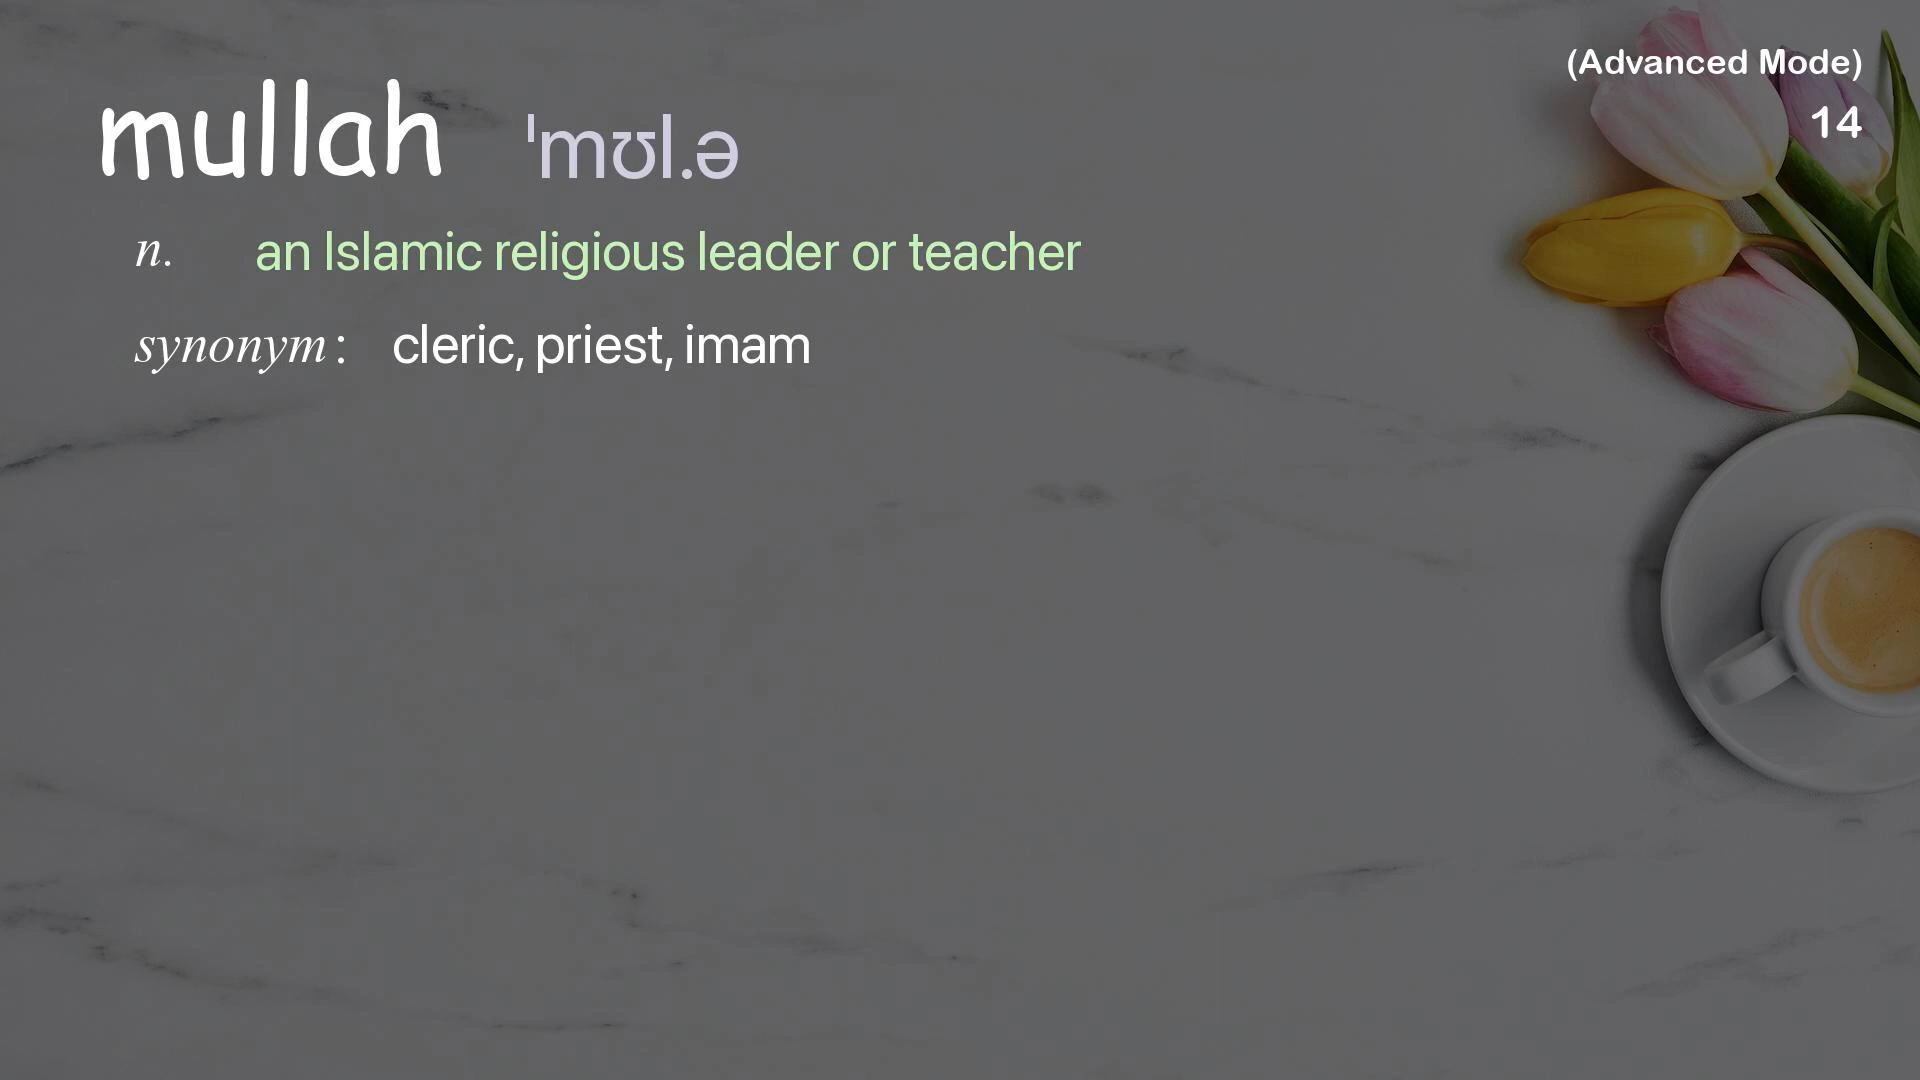 (Advanced Mode)
14
mullah ˈmʊl.ə
n. an Islamic religious leader or teacher
synonym: cleric, priest, imam